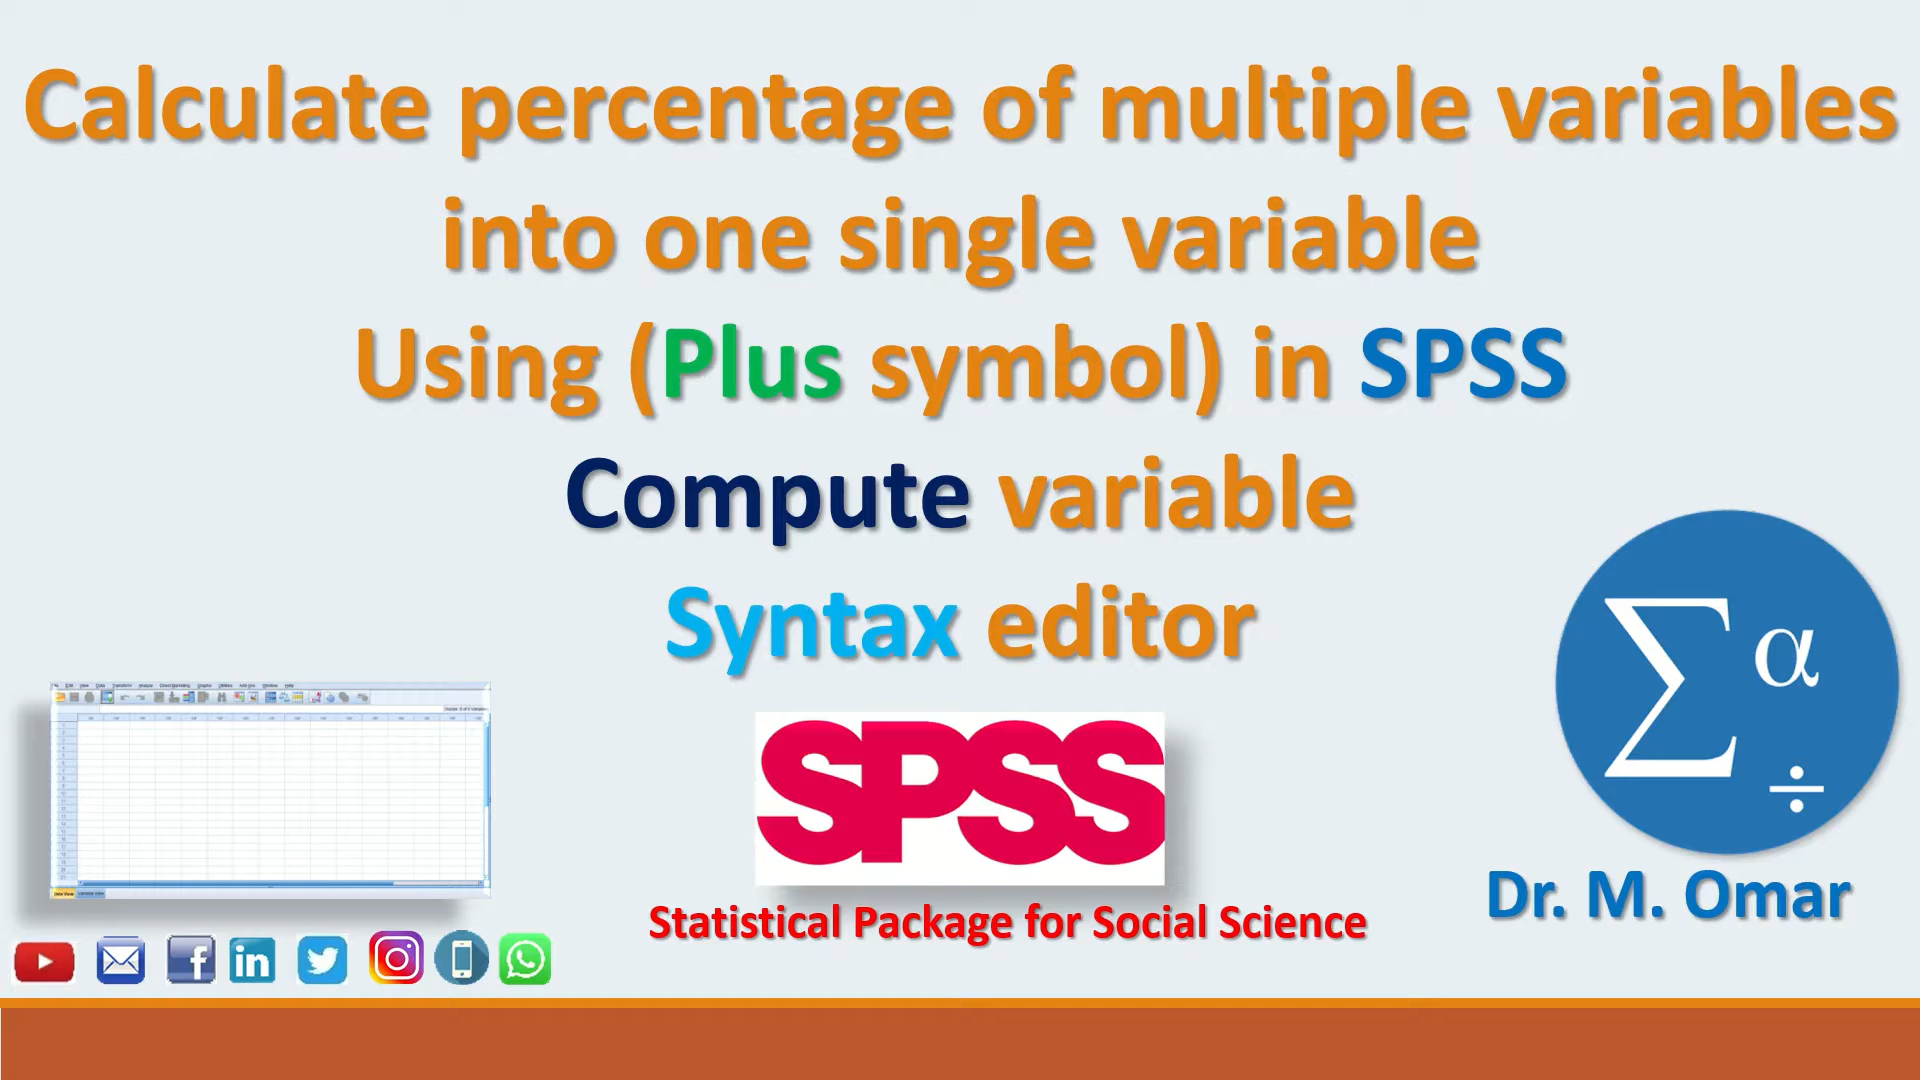 Calculate percentage of multiple variables
into one single variable
Using (Plus symbol) in SPSS
Compute variable
Syntax editor
Σ α ÷
SPSS
Statistical Package for Social Science
Dr. M. Omar
in